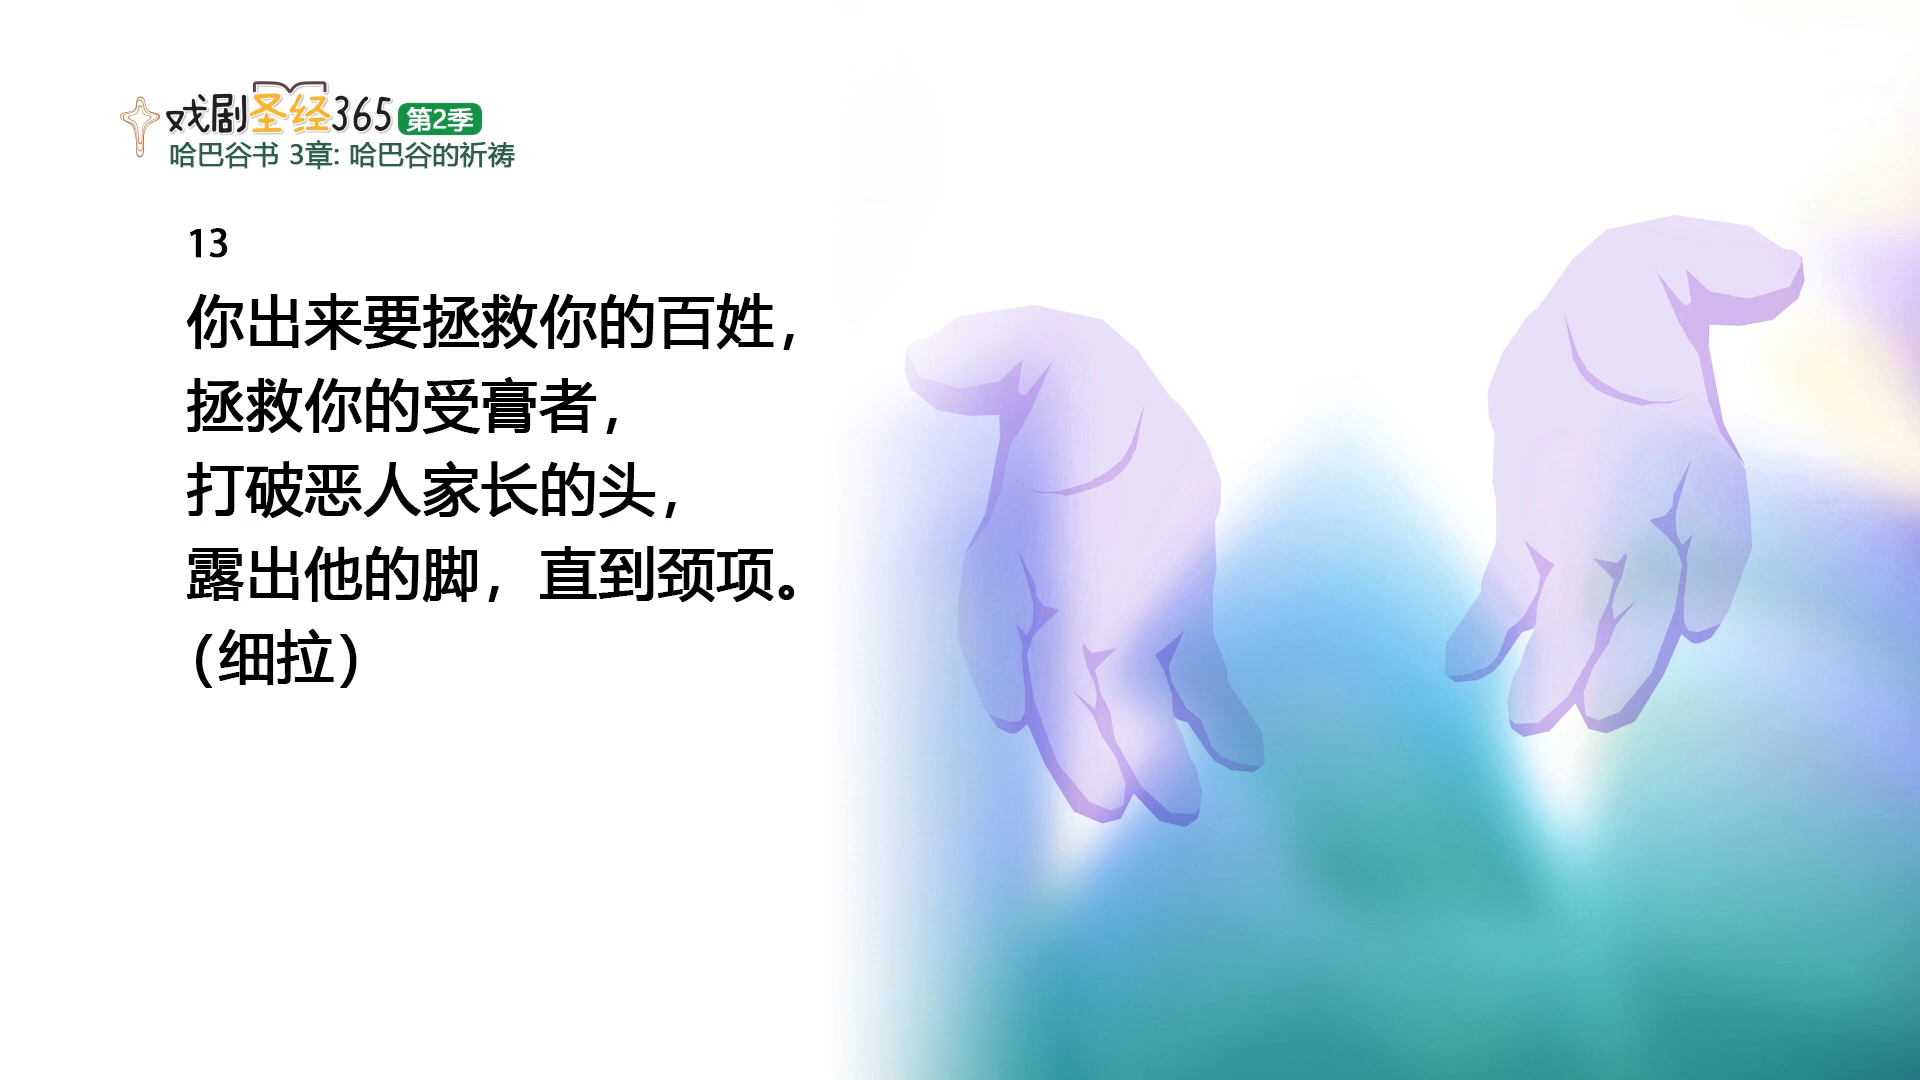 戏剧圣经365 第2季
哈巴谷书 3章: 哈巴谷的祈祷
13
你出来要拯救你的百姓，
拯救你的受膏者，
打破恶人家长的头，
露出他的脚，直到颈项。
（细拉）